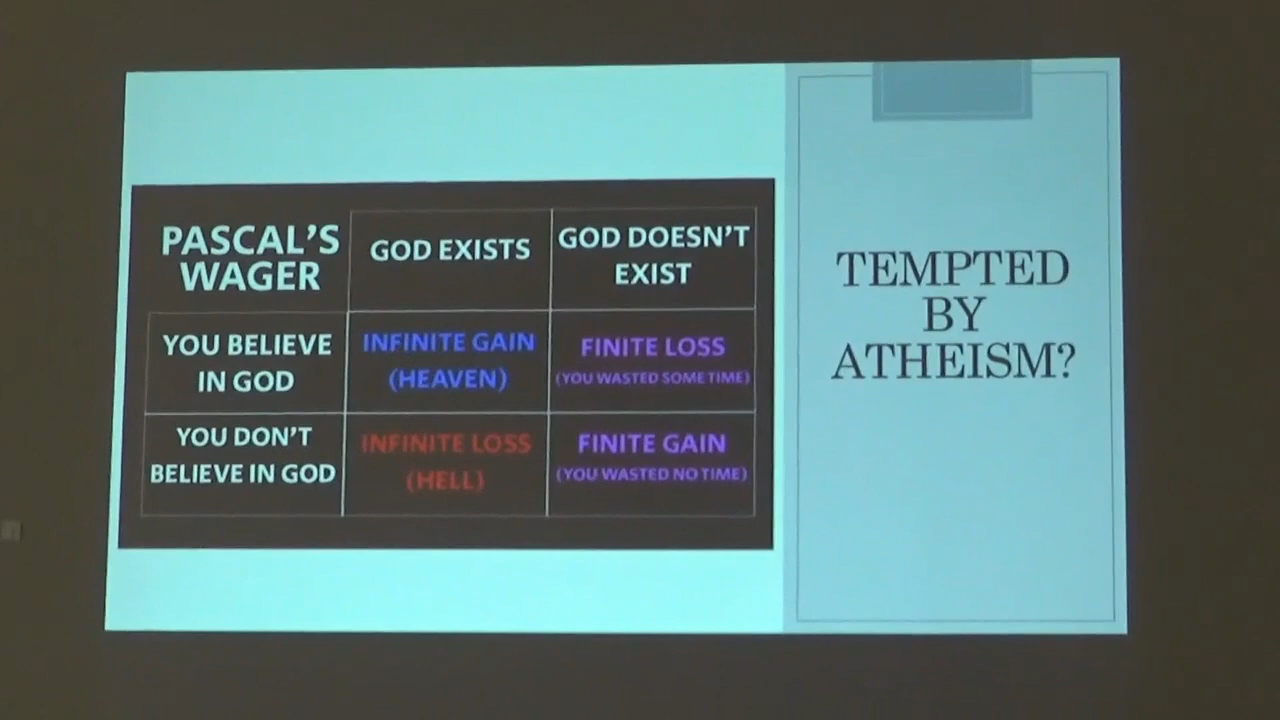 PASCAL'S
WAGER
GOD EXISTS
GOD DOESN'T
EXIST
YOU BELIEVE
IN GOD
INFINITE GAIN
(HEAVEN)
FINITE LOSS
(YOU WASTED SOME TIME)
YOU DON'T
BELIEVE IN GOD
INFINITE LOSS
(HELL)
FINITE GAIN
(YOU WASTED NO TIME)
TEMPTED
BY
ATHEISM?